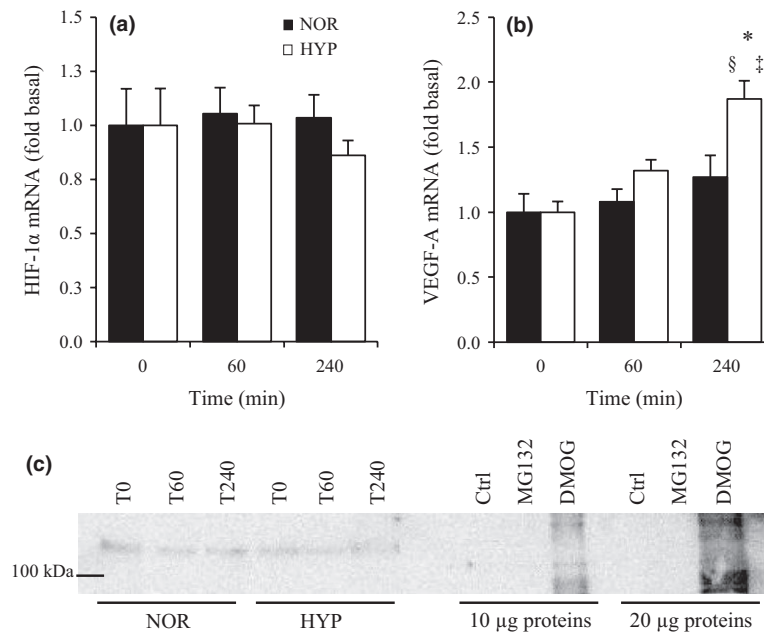 (a)
NOR
HYP
HIF-1α mRNA (fold basal)
1.5
1.3
1.0
0.8
0.5
0.3
0.0
0 60 240
Time (min)
(b)
*
§ ‡
VEGF-A mRNA (fold basal)
2.5
2.0
1.5
1.0
0.5
0.0
0 60 240
Time (min)
(c)
T0 T60 T240 T0 T60 T240 Ctrl MG132 DMOG Ctrl MG132 DMOG
100 kDa
NOR HYP 10 µg proteins 20 µg proteins